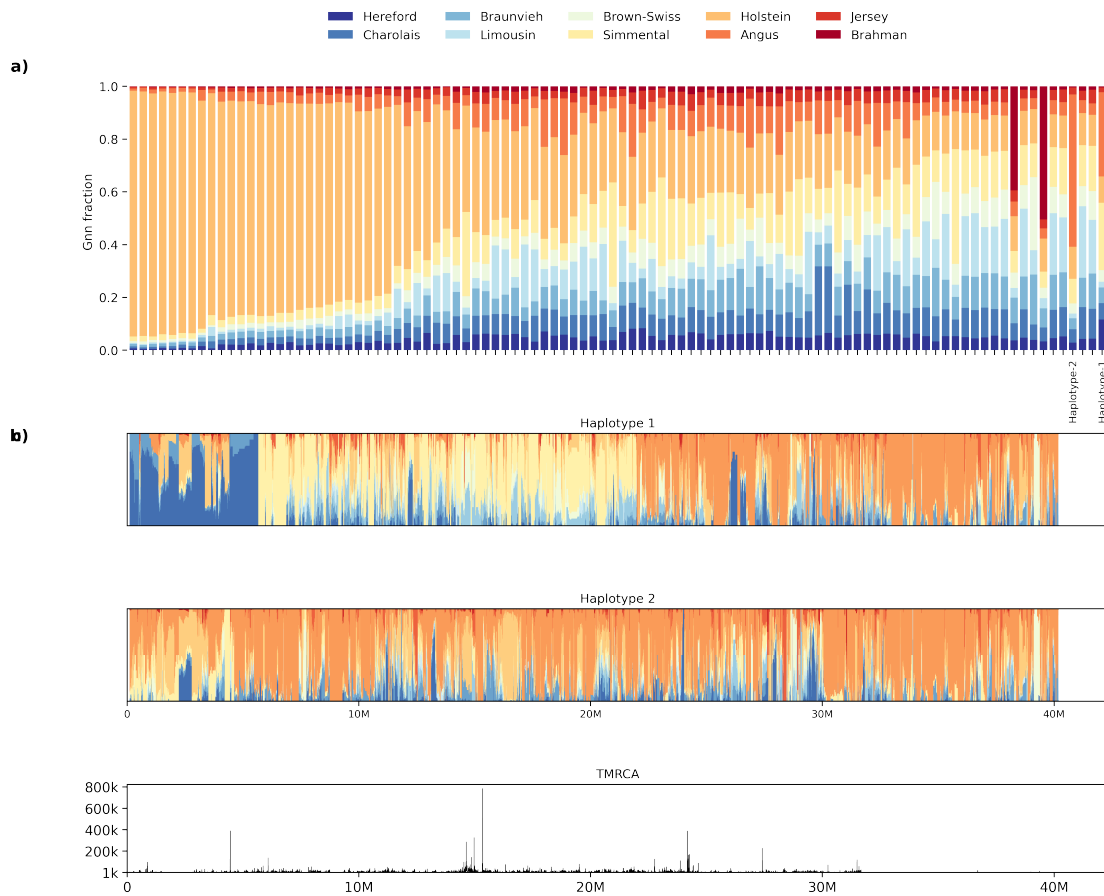 Hereford Braunvieh Brown-Swiss Holstein Jersey
Charolais Limousin Simmental Angus Brahman
a)
1.0
0.8
0.6
0.4
0.2
0.0
Gnn fraction
Haplotype-2
b)
Haplotype 1
Haplotype 2
0 10M 20M 30M 40M
TMRCA
800k
600k
400k
200k
1k
0 10M 20M 30M 40M